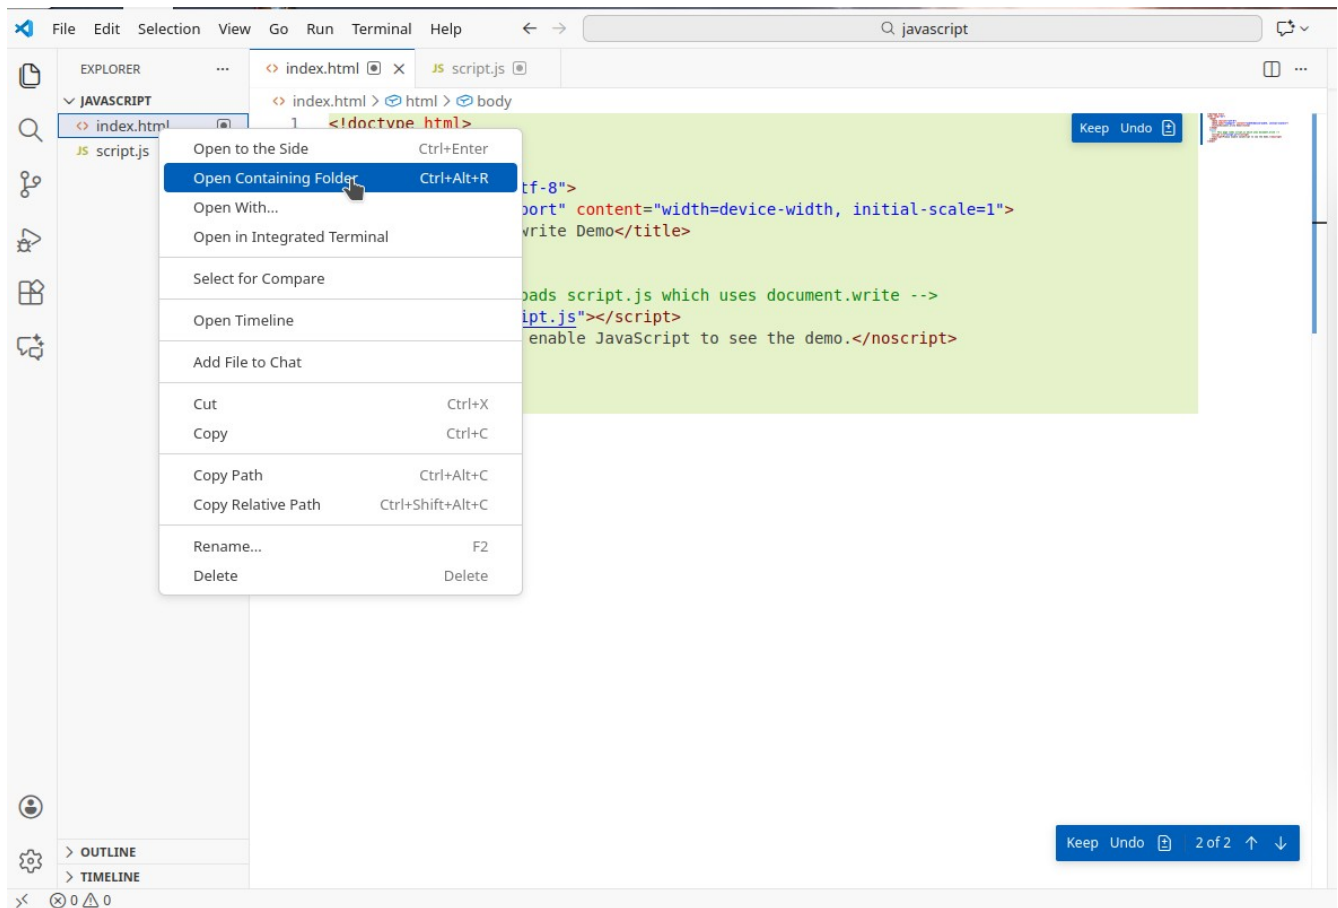 File Edit Selection View Go Run Terminal Help javascript
EXPLORER
index.html
JS script.js
JAVASCRIPT
index.html > html > body
index.html
JS script.js
1 <!doctype html>
Keep Undo
Open to the Side Ctrl+Enter
Open Containing Folder Ctrl+Alt+R
Open With...
Open in Integrated Terminal
Select for Compare
Open Timeline
Add File to Chat
Cut Ctrl+X
Copy Ctrl+C
Copy Path Ctrl+Alt+C
Copy Relative Path Ctrl+Shift+Alt+C
Rename... F2
Delete Delete
tf-8">
port" content="width=device-width, initial-scale=1">
write Demo</title>
oads script.js which uses document.write -->
ipt.js"></script>
enable JavaScript to see the demo.</noscript>
Keep Undo 2 of 2
OUTLINE
TIMELINE
0 0